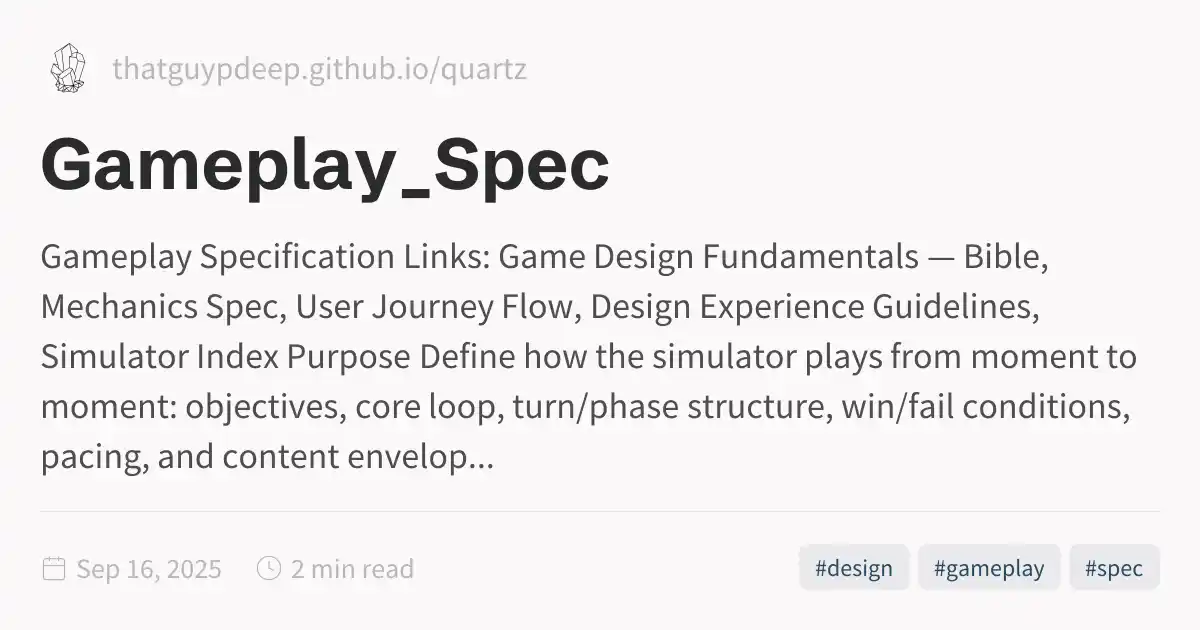 thatguypdeep.github.io/quartz
Gameplay_Spec
Gameplay Specification Links: Game Design Fundamentals — Bible,
Mechanics Spec, User Journey Flow, Design Experience Guidelines,
Simulator Index Purpose Define how the simulator plays from moment to
moment: objectives, core loop, turn/phase structure, win/fail conditions,
pacing, and content envelop...
Sep 16, 2025 2 min read #design #gameplay #spec